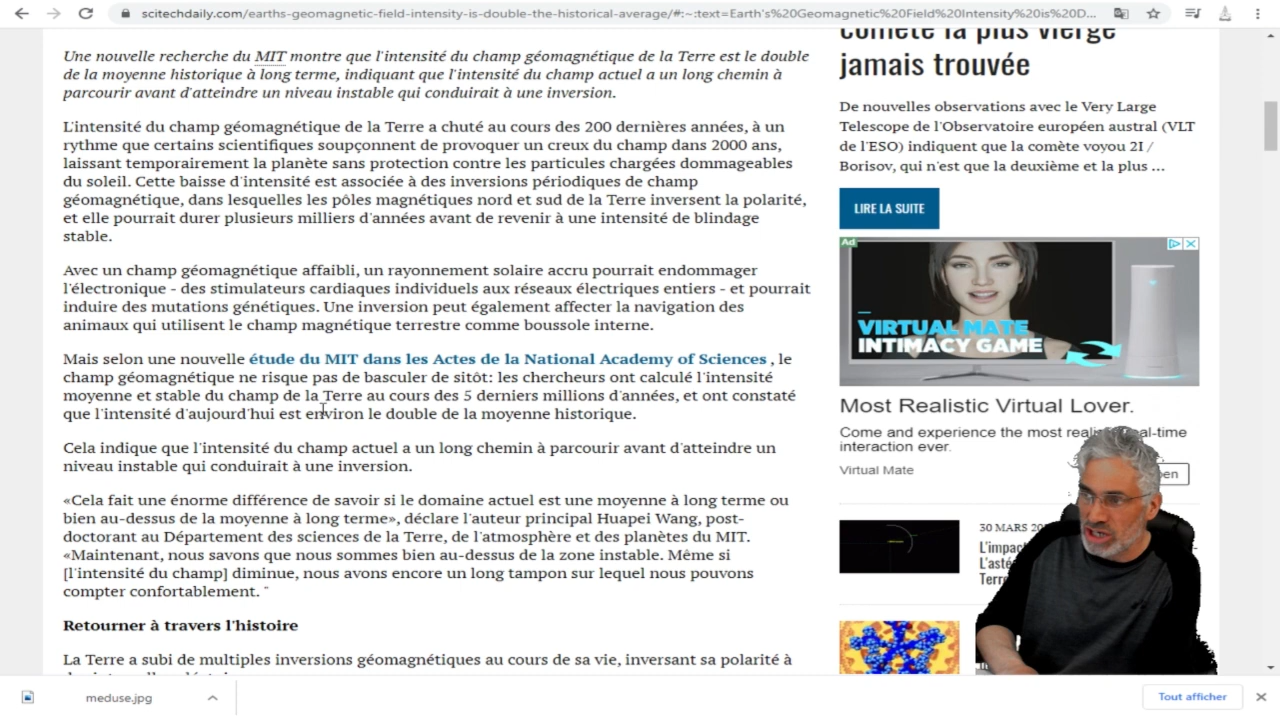 scitechdaily.com/earths-geomagnetic-field-intensity-is-double-the-historical-average/#:~:text=Earth's%20Geomagnetic%20Field%20Intensity%20is%20D...
Une nouvelle recherche du MIT montre que l'intensité du champ géomagnétique de la Terre est le double
de la moyenne historique à long terme, indiquant que l'intensité du champ actuel a un long chemin à
parcourir avant d'atteindre un niveau instable qui conduirait à une inversion.
L'intensité du champ géomagnétique de la Terre a chuté au cours des 200 dernières années, à un
rythme que certains scientifiques soupçonnent de provoquer un creux du champ dans 2000 ans,
laissant temporairement la planète sans protection contre les particules chargées dommageables
du soleil. Cette baisse d'intensité est associée à des inversions périodiques de champ
géomagnétique, dans lesquelles les pôles magnétiques nord et sud de la Terre inversent la polarité,
et elle pourrait durer plusieurs milliers d'années avant de revenir à une intensité de blindage
stable.
Avec un champ géomagnétique affaibli, un rayonnement solaire accru pourrait endommager
l'électronique - des stimulateurs cardiaques individuels aux réseaux électriques entiers - et pourrait
induire des mutations génétiques. Une inversion peut également affecter la navigation des
animaux qui utilisent le champ magnétique terrestre comme boussole interne.
Mais selon une nouvelle étude du MIT dans les Actes de la National Academy of Sciences , le
champ géomagnétique ne risque pas de basculer de sitôt: les chercheurs ont calculé l'intensité
moyenne et stable du champ de la Terre au cours des 5 derniers millions d'années, et ont constaté
que l'intensité d'aujourd'hui est environ le double de la moyenne historique.
Cela indique que l'intensité du champ actuel a un long chemin à parcourir avant d'atteindre un
niveau instable qui conduirait à une inversion.
«Cela fait une énorme différence de savoir si le domaine actuel est une moyenne à long terme ou
bien au-dessus de la moyenne à long terme», déclare l'auteur principal Huapei Wang, post-
doctorant au Département des sciences de la Terre, de l'atmosphère et des planètes du MIT.
«Maintenant, nous savons que nous sommes bien au-dessus de la zone instable. Même si
[l'intensité du champ] diminue, nous avons encore un long tampon sur lequel nous pouvons
compter confortablement. "
Retourner à travers l'histoire
La Terre a subi de multiples inversions géomagnétiques au cours de sa vie, inversant sa polarité à
comète la plus vierge
jamais trouvée
De nouvelles observations avec le Very Large
Telescope de l'Observatoire européen austral (VLT
de l'ESO) indiquent que la comète voyou 2I /
Borisov, qui n'est que la deuxième et la plus ...
LIRE LA SUITE
Ad
VIRTUAL MATE
INTIMACY GAME
Most Realistic Virtual Lover.
Come and experience the most real-time
interaction ever.
Virtual Mate
30 MARS
L'impac
meduse.jpg
Tout afficher